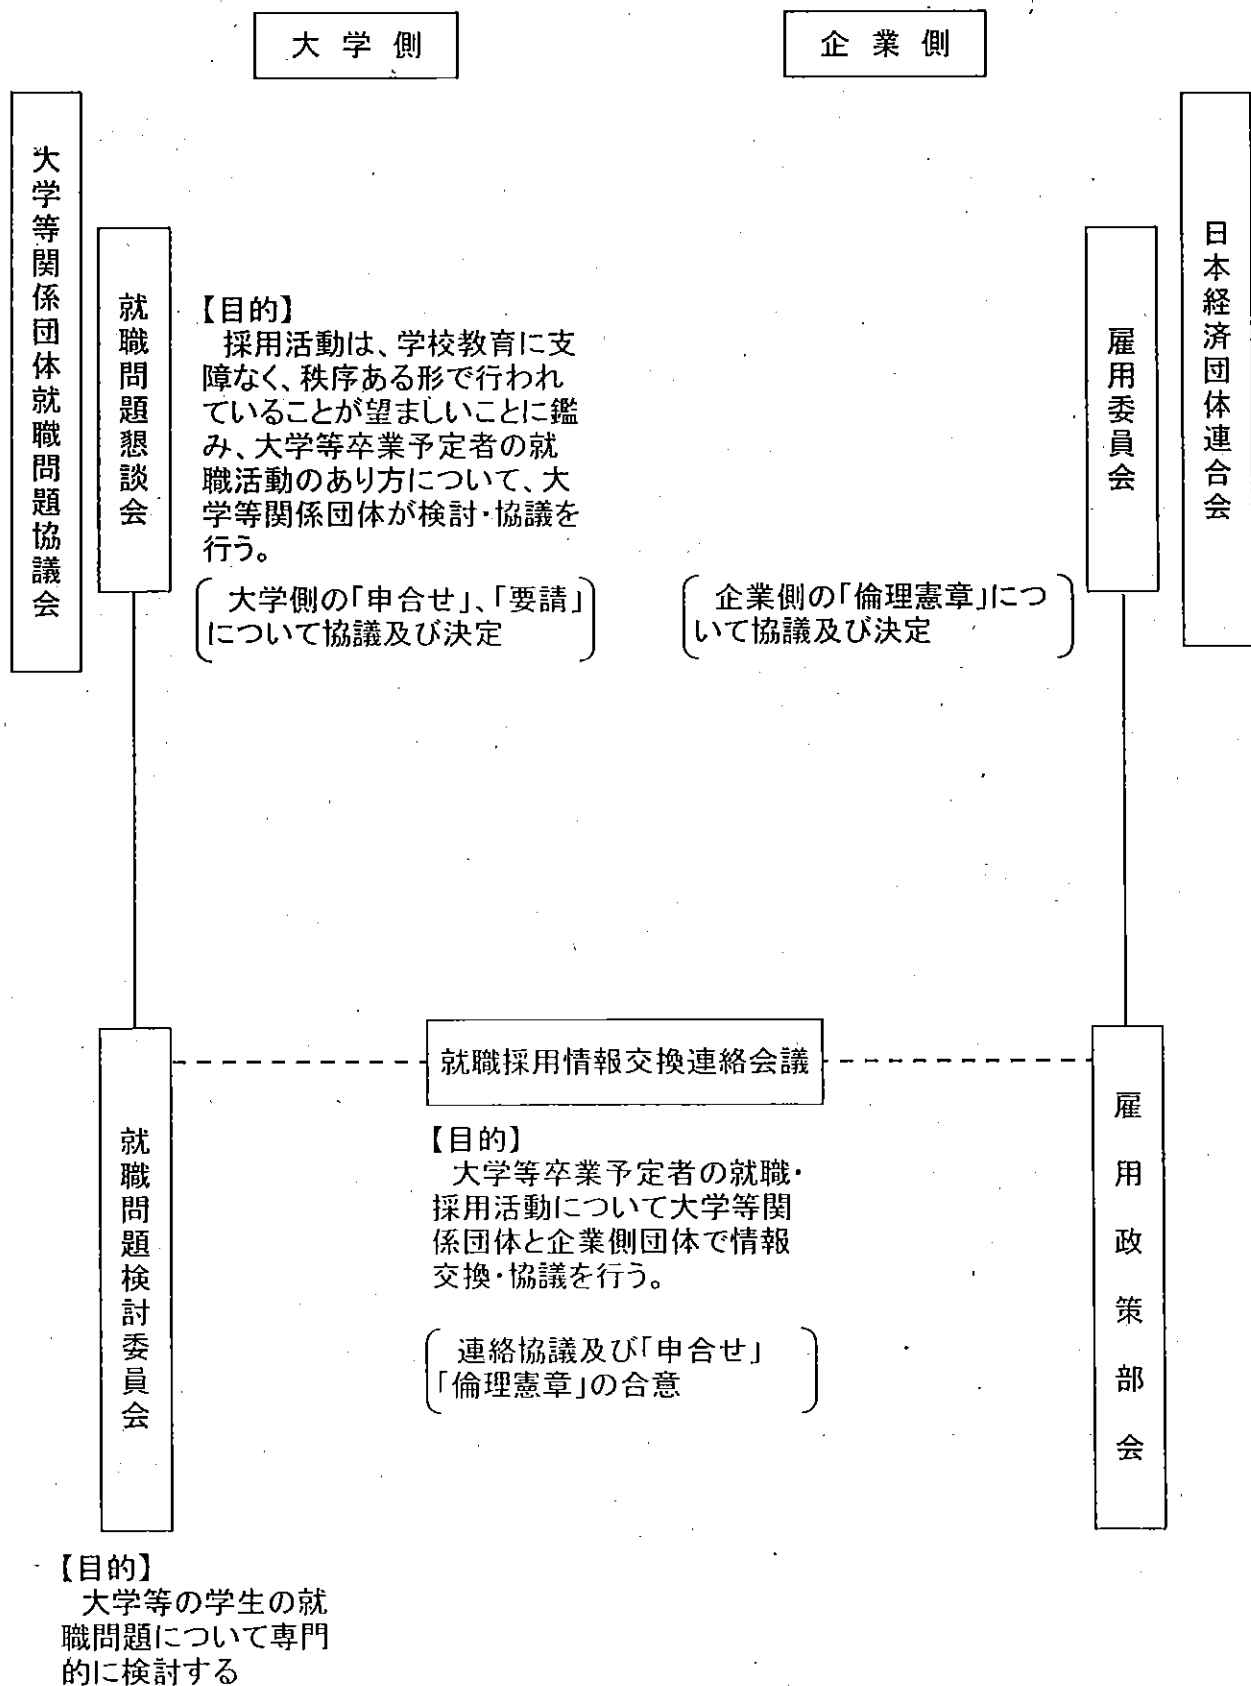 大学側
企業側
大学等関係団体就職問題協議会
就職問題懇談会
【目的】
採用活動は、学校教育に支
障なく、秩序ある形で行われ
ていることが望ましいことに鑑
み、大学等卒業予定者の就
職活動のあり方について、大
学等関係団体が検討・協議を
行う。
大学側の「申合せ」、「要請」
について協議及び決定
企業側の「倫理憲章」につ
いて協議及び決定
雇用委員会
日本経済団体連合会
就職問題検討委員会
就職採用情報交換連絡会議
【目的】
大学等卒業予定者の就職・
採用活動について大学等関
係団体と企業側団体で情報
交換・協議を行う。
連絡協議及び「申合せ」
「倫理憲章」の合意
雇用政策部会
【目的】
大学等の学生の就
職問題について専門
的に検討する